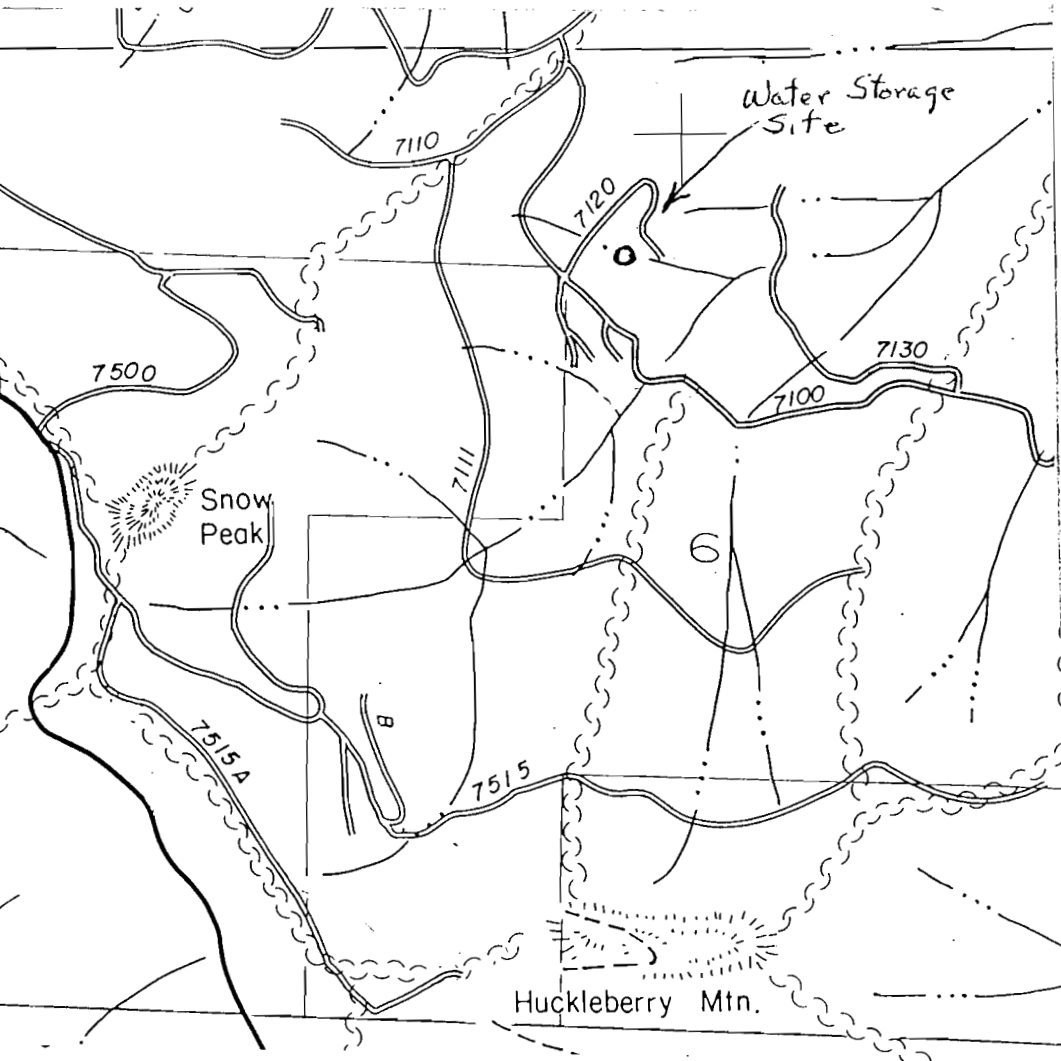 Water Storage
Site
7110
7120
7130
7500
7100
7111
Snow
Peak
6
B
7515A
7515
Huckleberry Mtn.